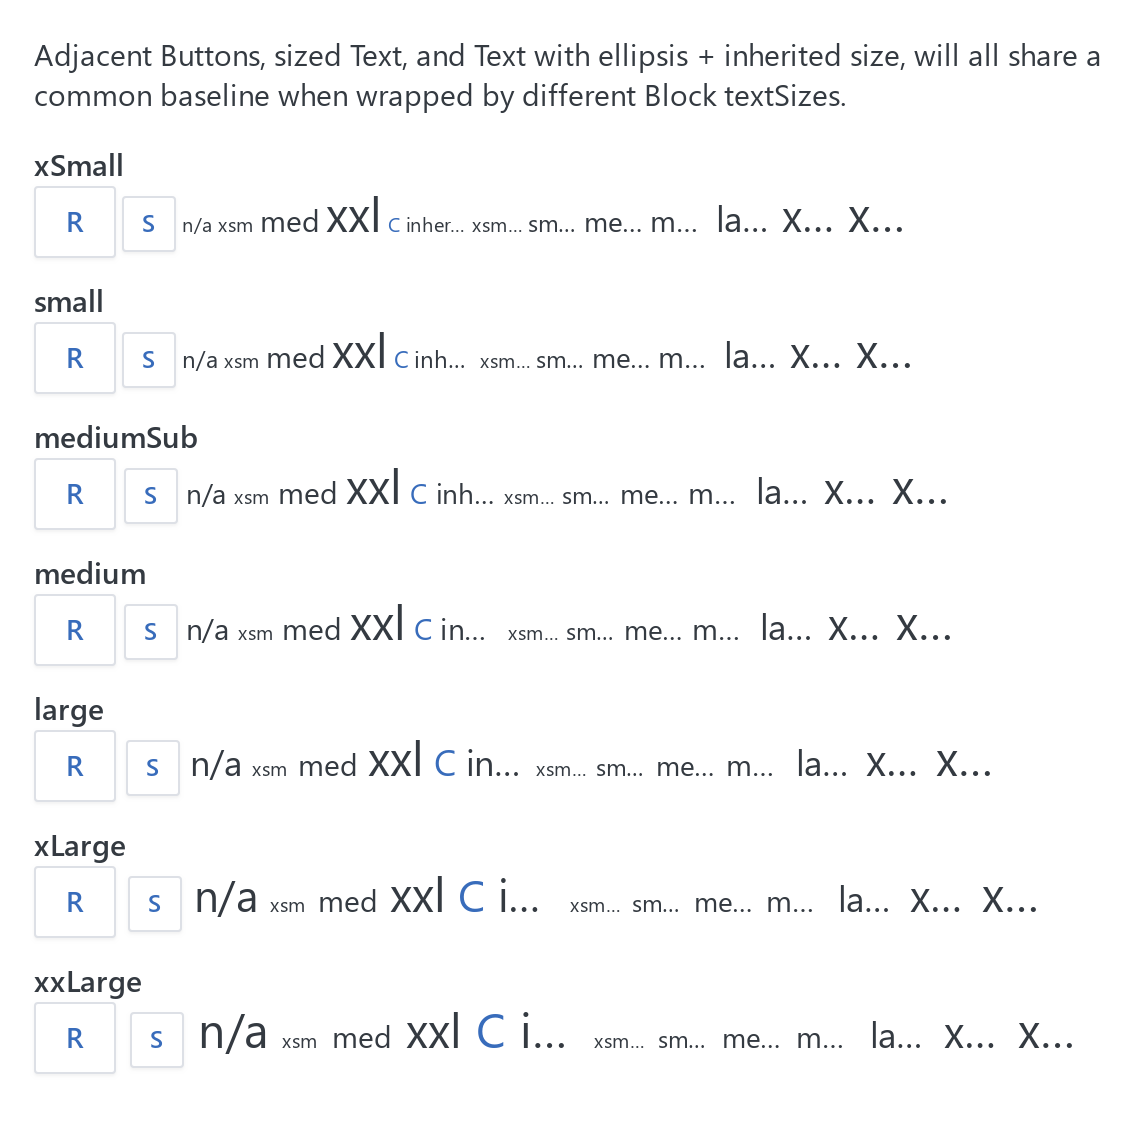 Adjacent Buttons, sized Text, and Text with ellipsis + inherited size, will all share a
common baseline when wrapped by different Block textSizes.
xSmall
R S n/a xsm med xxl C inher... xsm... sm... me... m... la... x... x...
small
R S n/a xsm med xxl C inh... xsm... sm... me... m... la... x... x...
mediumSub
R S n/a xsm med xxl C inh... xsm... sm... me... m... la... x... x...
medium
R S n/a xsm med xxl C in... xsm... sm... me... m... la... x... x...
large
R S n/a xsm med xxl C in... xsm... sm... me... m... la... x... x...
xLarge
R S n/a xsm med xxl C i... xsm... sm... me... m... la... x... x...
xxLarge
R S n/a xsm med xxl C i... xsm... sm... me... m... la... x... x...